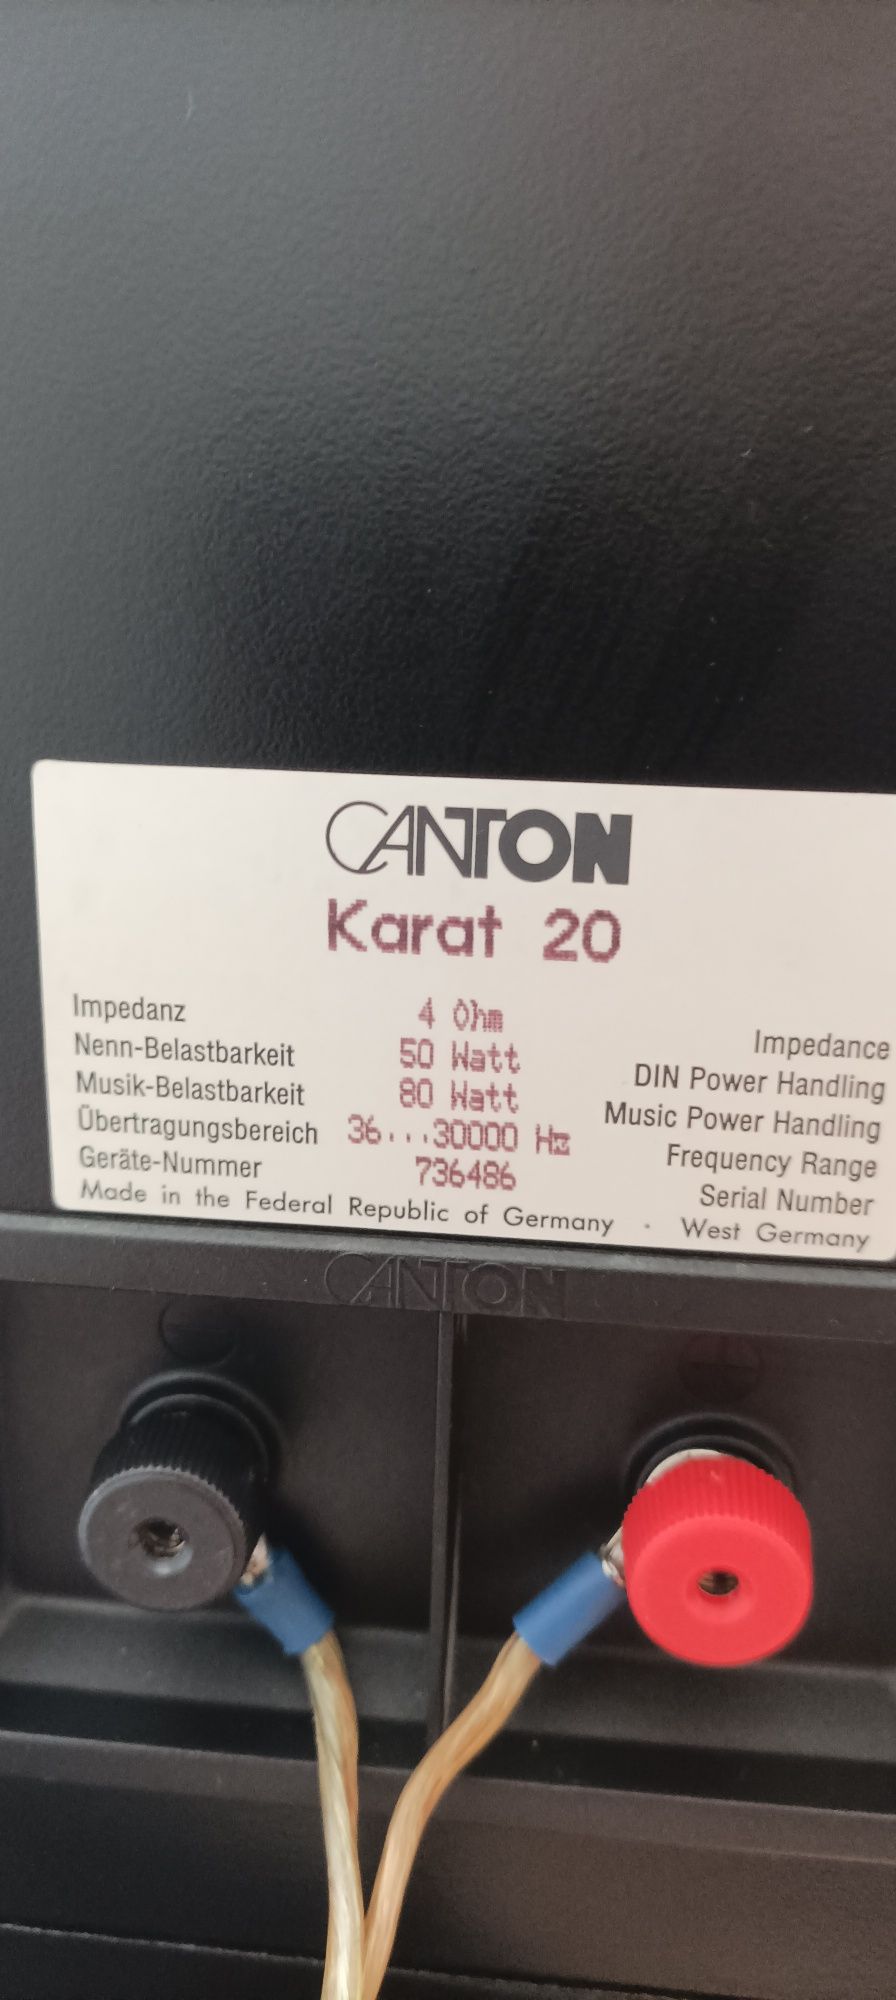 CANTON
Karat 20
Impedanz 4 Ohm Impedance
Nenn-Belastbarkeit 50 Watt DIN Power Handling
Musik-Belastbarkeit 80 Watt Music Power Handling
Übertragungsbereich 36...30000 Hz Frequency Range
Geräte-Nummer 736486 Serial Number
Made in the Federal Republic of Germany · West Germany
CANTON